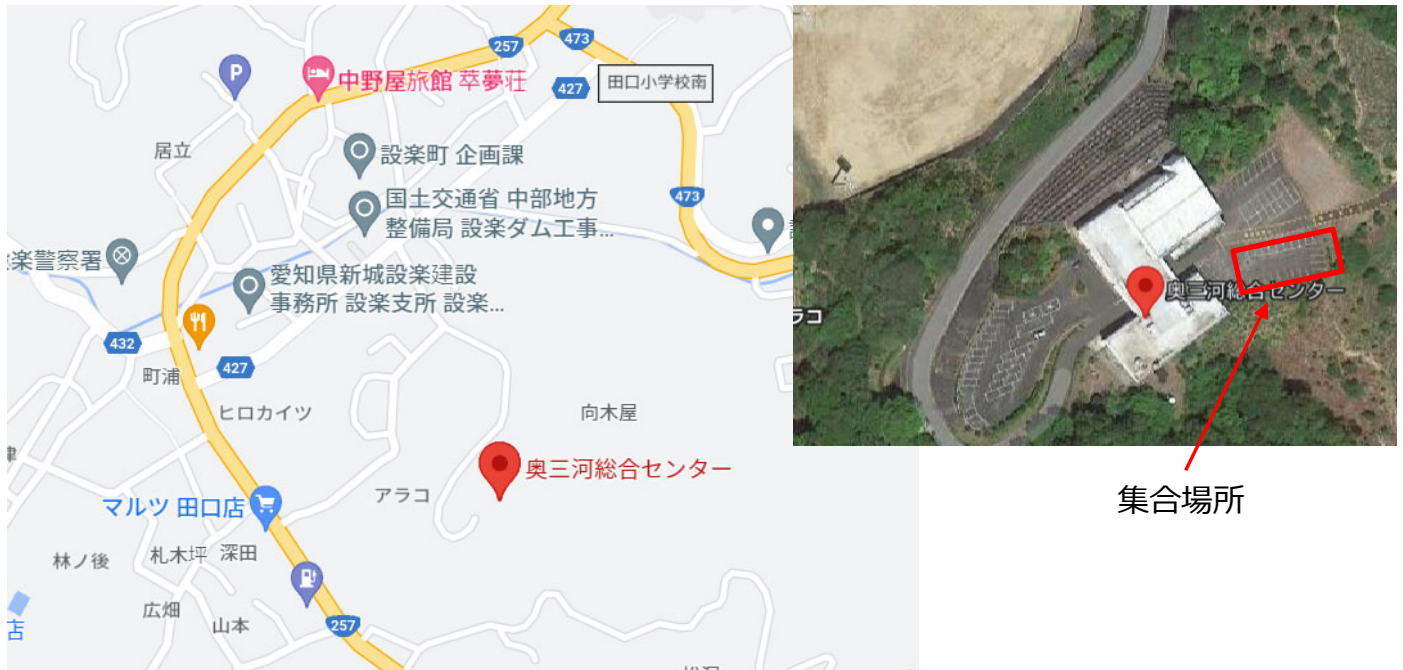 257
473
中野屋旅館 萃夢荘
427
田口小学校南
P
居立
設楽町 企画課
国土交通省 中部地方
整備局 設楽ダム工事...
473
楽警察署
愛知県新城設楽建設
事務所 設楽支所 設楽...
432
427
町浦
ヒロカイツ
向木屋
奥三河総合センター
アラコ
マルツ 田口店
林ノ後
札木坪
深田
広畑
山本
257
店
奥三河総合センター
ラコ
集合場所